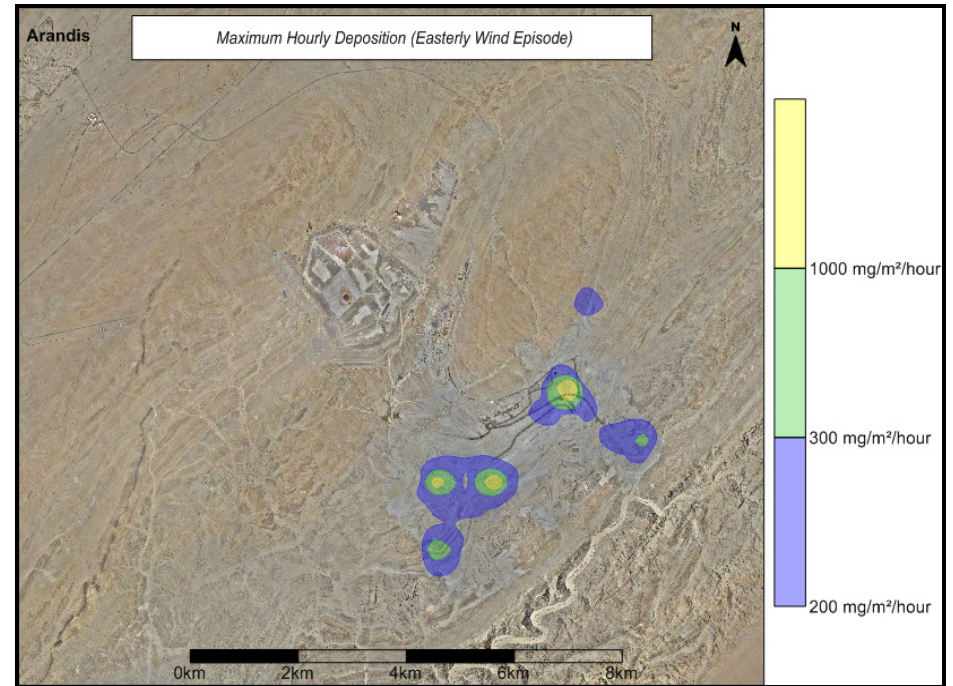 Arandis
Maximum Hourly Deposition (Easterly Wind Episode)
N
1000 mg/m²/hour
300 mg/m²/hour
200 mg/m²/hour
0km 2km 4km 6km 8km